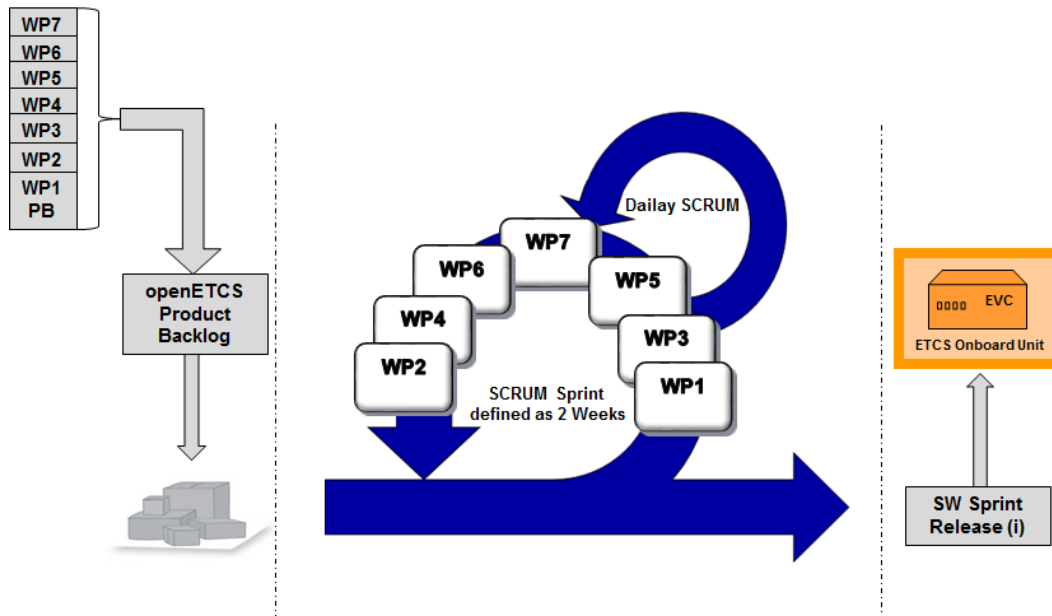 WP7
WP6
WP5
WP4
WP3
WP2
WP1
PB
openETCS
Product
Backlog
Dailay SCRUM
WP7
WP6
WP5
WP4
WP3
WP2
WP1
SCRUM Sprint
defined as 2 Weeks
EVC
ETCS Onboard Unit
SW Sprint
Release (i)